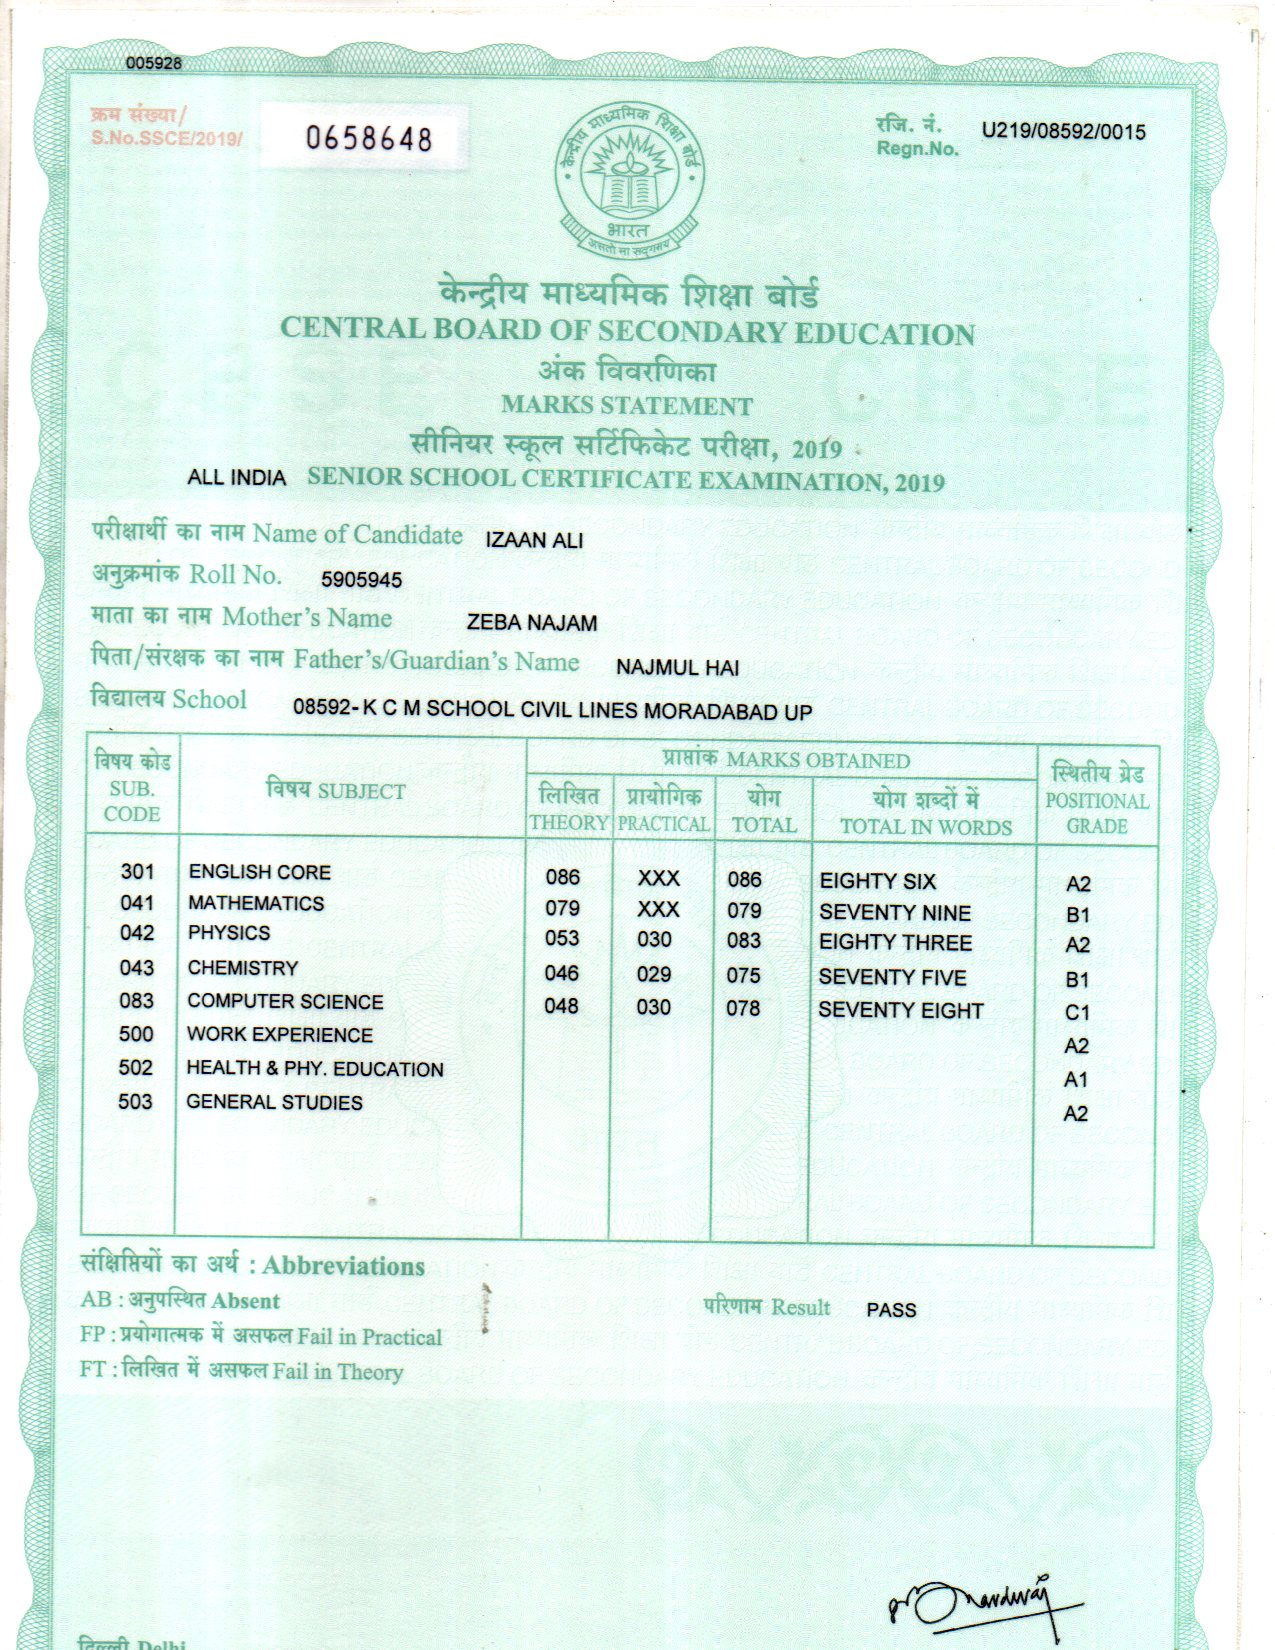 005928
क्रम संख्या/
S.No.SSCE/2019/ 0658648
रजि. नं.
Regn.No. U219/08592/0015
केन्द्रीय माध्यमिक शिक्षा बोर्ड
भारत
असतो मा सद्गमय
केन्द्रीय माध्यमिक शिक्षा बोर्ड
CENTRAL BOARD OF SECONDARY EDUCATION
अंक विवरणिका
MARKS STATEMENT
सीनियर स्कूल सर्टिफिकेट परीक्षा, 2019
ALL INDIA SENIOR SCHOOL CERTIFICATE EXAMINATION, 2019
परीक्षार्थी का नाम Name of Candidate IZAAN ALI
अनुक्रमांक Roll No. 5905945
माता का नाम Mother's Name ZEBA NAJAM
पिता/संरक्षक का नाम Father's/Guardian's Name NAJMUL HAI
विद्यालय School 08592- K C M SCHOOL CIVIL LINES MORADABAD UP
विषय कोड SUB. CODE
विषय SUBJECT
प्राप्तांक MARKS OBTAINED
लिखित THEORY
प्रायोगिक PRACTICAL
योग TOTAL
योग शब्दों में TOTAL IN WORDS
स्थितीय ग्रेड POSITIONAL GRADE
301 ENGLISH CORE 086 XXX 086 EIGHTY SIX A2
041 MATHEMATICS 079 XXX 079 SEVENTY NINE B1
042 PHYSICS 053 030 083 EIGHTY THREE A2
043 CHEMISTRY 046 029 075 SEVENTY FIVE B1
083 COMPUTER SCIENCE 048 030 078 SEVENTY EIGHT C1
500 WORK EXPERIENCE A2
502 HEALTH & PHY. EDUCATION A1
503 GENERAL STUDIES A2
संक्षिप्तियों का अर्थ : Abbreviations
AB : अनुपस्थित Absent
परिणाम Result PASS
FP : प्रयोगात्मक में असफल Fail in Practical
FT : लिखित में असफल Fail in Theory
दिल्ली Delhi